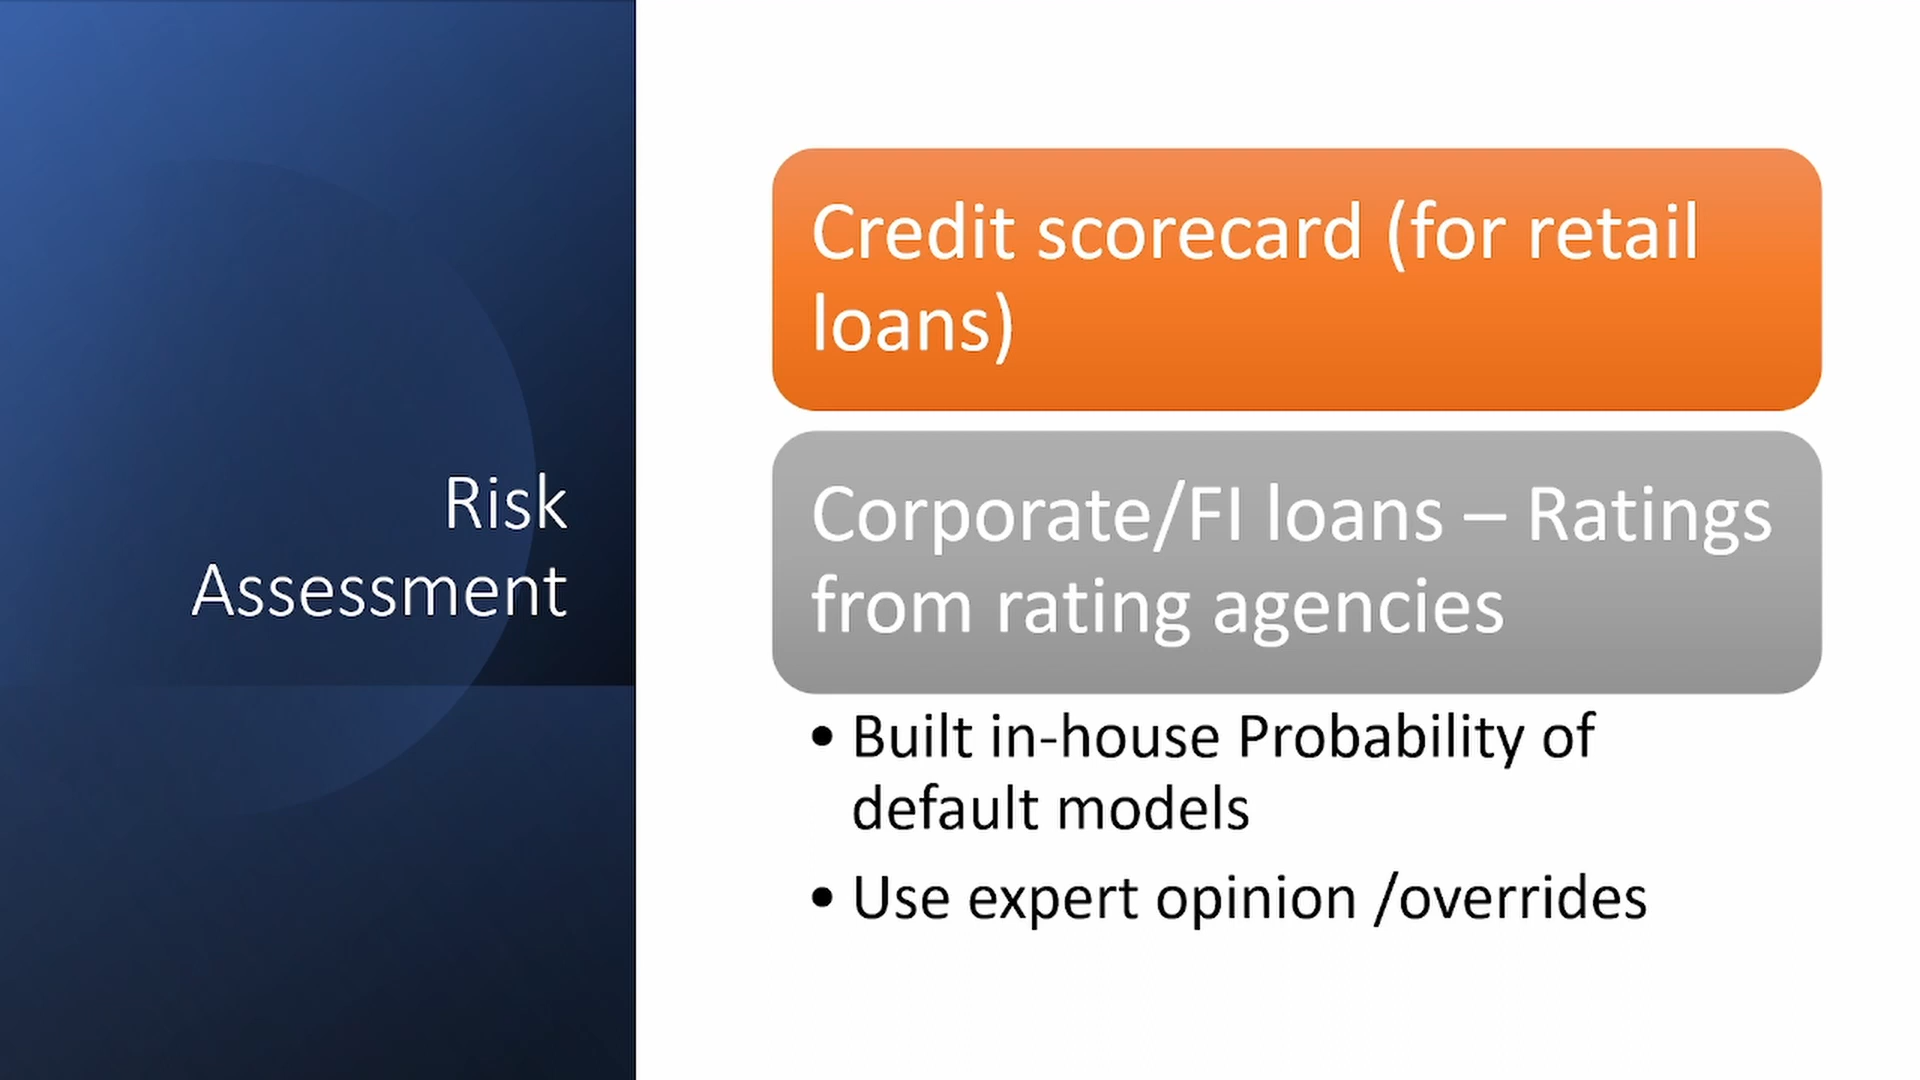 Risk
Assessment
Credit scorecard (for retail
loans)
Corporate/FI loans – Ratings
from rating agencies
• Built in-house Probability of
default models
• Use expert opinion /overrides